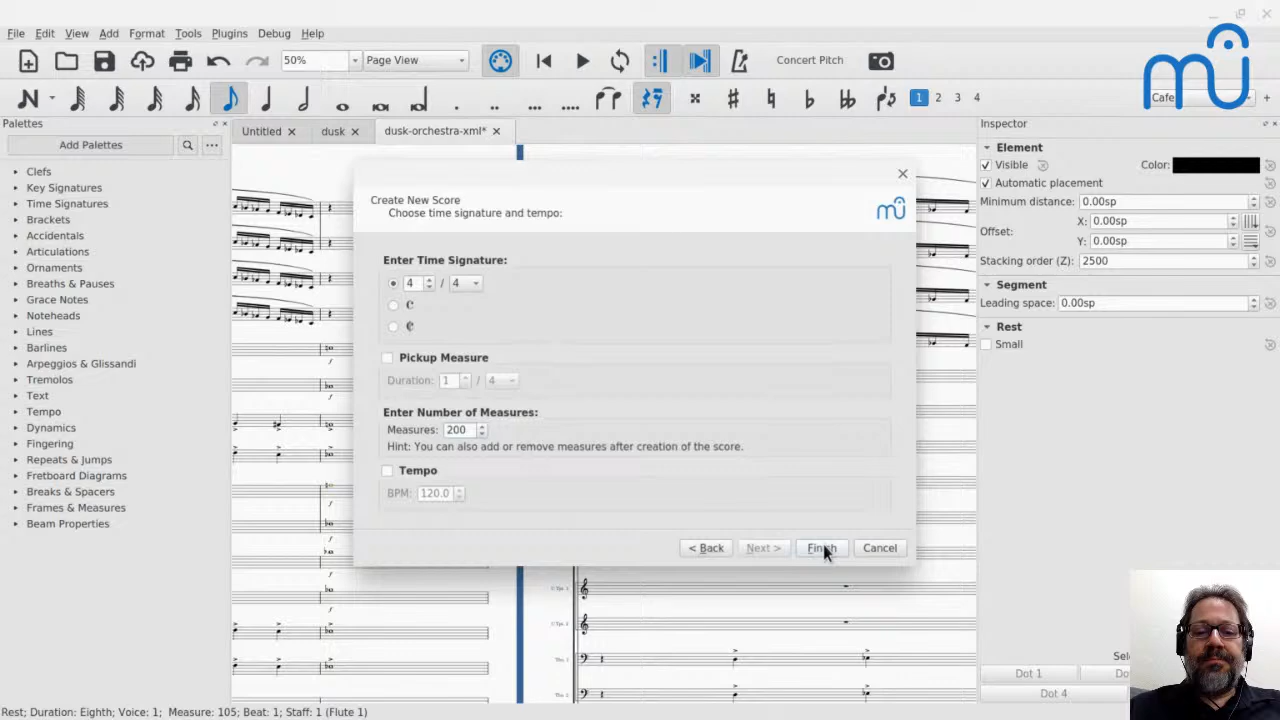 File Edit View Add Format Tools Plugins Debug Help
50% Page View Concert Pitch
1 2 3 4 Cafe +
Palettes
Untitled dusk dusk-orchestra-xml*
Inspector
Add Palettes
Clefs
Key Signatures
Time Signatures
Brackets
Accidentals
Articulations
Ornaments
Breaths & Pauses
Grace Notes
Noteheads
Lines
Barlines
Arpeggios & Glissandi
Tremolos
Text
Tempo
Dynamics
Fingering
Repeats & Jumps
Fretboard Diagrams
Breaks & Spacers
Frames & Measures
Beam Properties
Create New Score
Choose time signature and tempo:
Enter Time Signature:
4 / 4
Pickup Measure
Duration: 1 / 4
Enter Number of Measures:
Measures: 200
Hint: You can also add or remove measures after creation of the score.
Tempo
BPM: 120.0
< Back Next > Finish Cancel
Element
Visible Color:
Automatic placement
Minimum distance: 0.00sp
Offset: X: 0.00sp
Y: 0.00sp
Stacking order (Z): 2500
Segment
Leading space: 0.00sp
Rest
Small
Sele
Dot 1 Do
Dot 4
Rest; Duration: Eighth; Voice: 1; Measure: 105; Beat: 1; Staff: 1 (Flute 1)